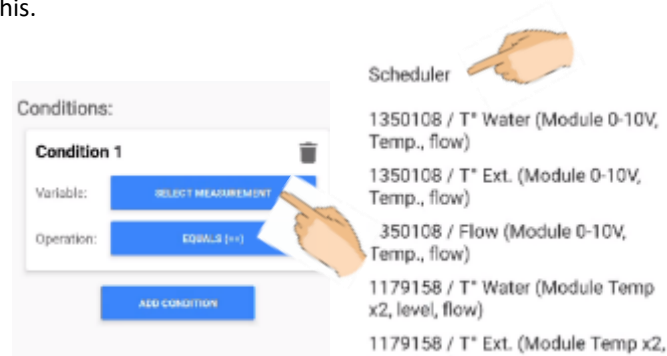 his.
Conditions:
Condition 1
Variable:
SELECT MEASUREMENT
Operation:
EQUALS (==)
ADD CONDITION
Scheduler
1350108 / T° Water (Module 0-10V,
Temp., flow)
1350108 / T° Ext. (Module 0-10V,
Temp., flow)
350108 / Flow (Module 0-10V,
Temp., flow)
1179158 / T° Water (Module Temp
x2, level, flow)
1179158 / T° Ext. (Module Temp x2,